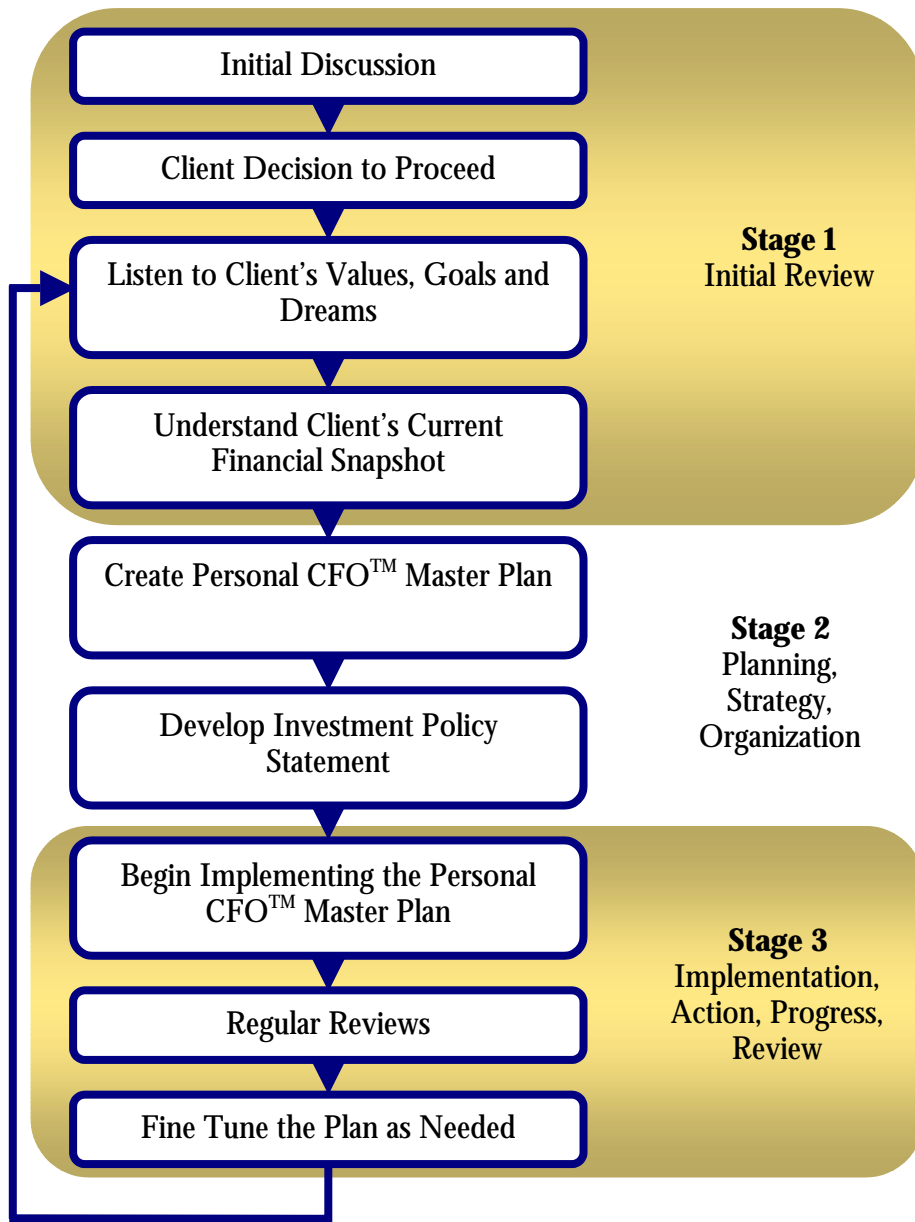 Initial Discussion
Client Decision to Proceed
Listen to Client’s Values, Goals and
Dreams
Understand Client’s Current
Financial Snapshot
Stage 1
Initial Review
Create Personal CFO™ Master Plan
Develop Investment Policy
Statement
Stage 2
Planning,
Strategy,
Organization
Begin Implementing the Personal
CFO™ Master Plan
Regular Reviews
Fine Tune the Plan as Needed
Stage 3
Implementation,
Action, Progress,
Review